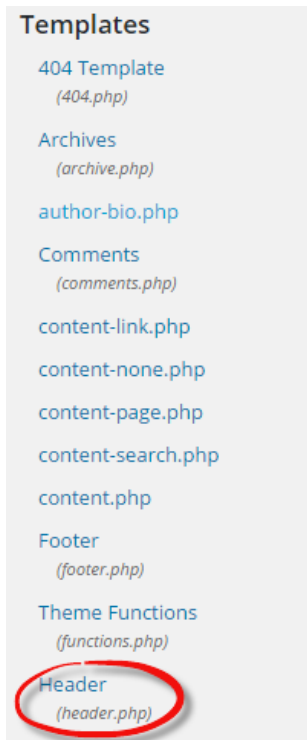 Templates
404 Template
(404.php)
Archives
(archive.php)
author-bio.php
Comments
(comments.php)
content-link.php
content-none.php
content-page.php
content-search.php
content.php
Footer
(footer.php)
Theme Functions
(functions.php)
Header
(header.php)